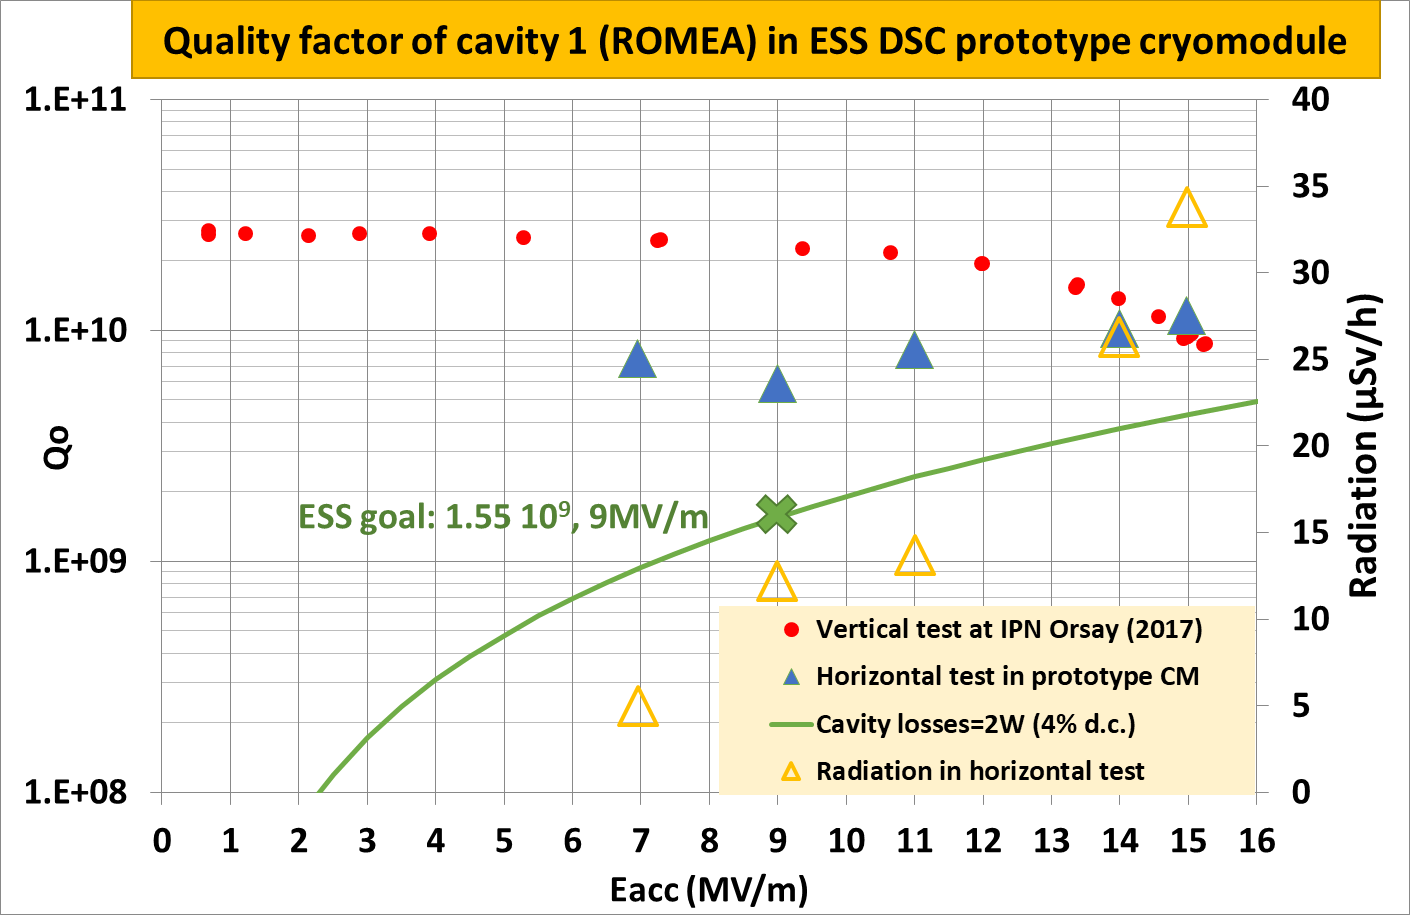 Quality factor of cavity 1 (ROMEA) in ESS DSC prototype cryomodule
1.E+11
1.E+10
1.E+09
1.E+08
Qo
40
35
30
25
20
15
10
5
0
Radiation (µSv/h)
ESS goal: 1.55 10⁹, 9MV/m
Vertical test at IPN Orsay (2017)
Horizontal test in prototype CM
Cavity losses=2W (4% d.c.)
Radiation in horizontal test
0 1 2 3 4 5 6 7 8 9 10 11 12 13 14 15 16
Eacc (MV/m)